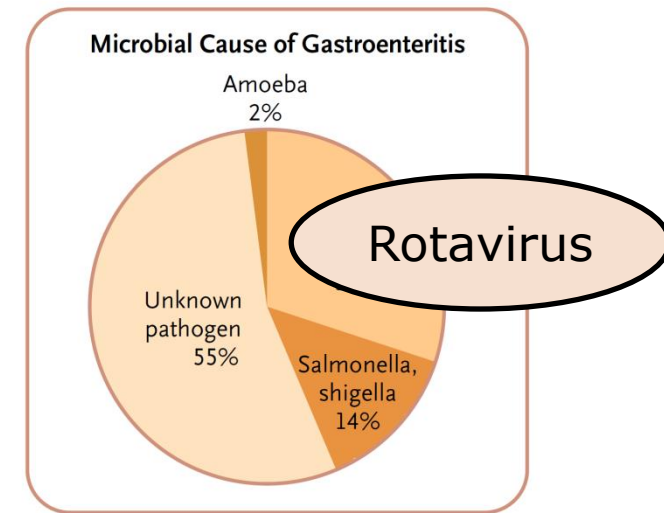 Microbial Cause of Gastroenteritis
Amoeba
2%
Rotavirus
Unknown
pathogen
55%
Salmonella,
shigella
14%